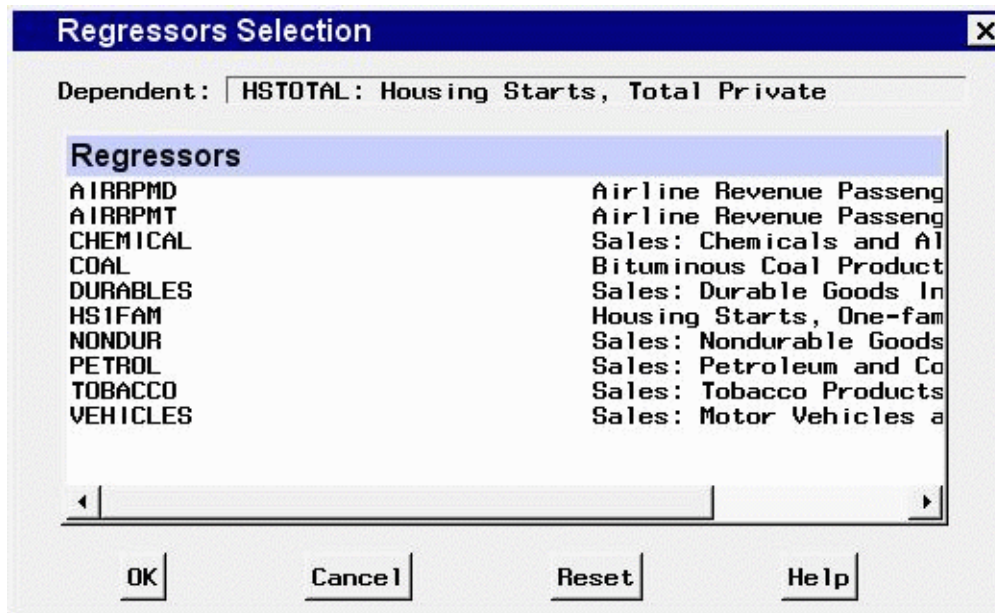 Regressors Selection
Dependent: HSTOTAL: Housing Starts, Total Private
Regressors
AIRRPMD Airline Revenue Passeng
AIRRPMT Airline Revenue Passeng
CHEMICAL Sales: Chemicals and Al
COAL Bituminous Coal Product
DURABLES Sales: Durable Goods In
HS1FAM Housing Starts, One-fam
NONDUR Sales: Nondurable Goods
PETROL Sales: Petroleum and Co
TOBACCO Sales: Tobacco Products
VEHICLES Sales: Motor Vehicles a
OK Cancel Reset Help